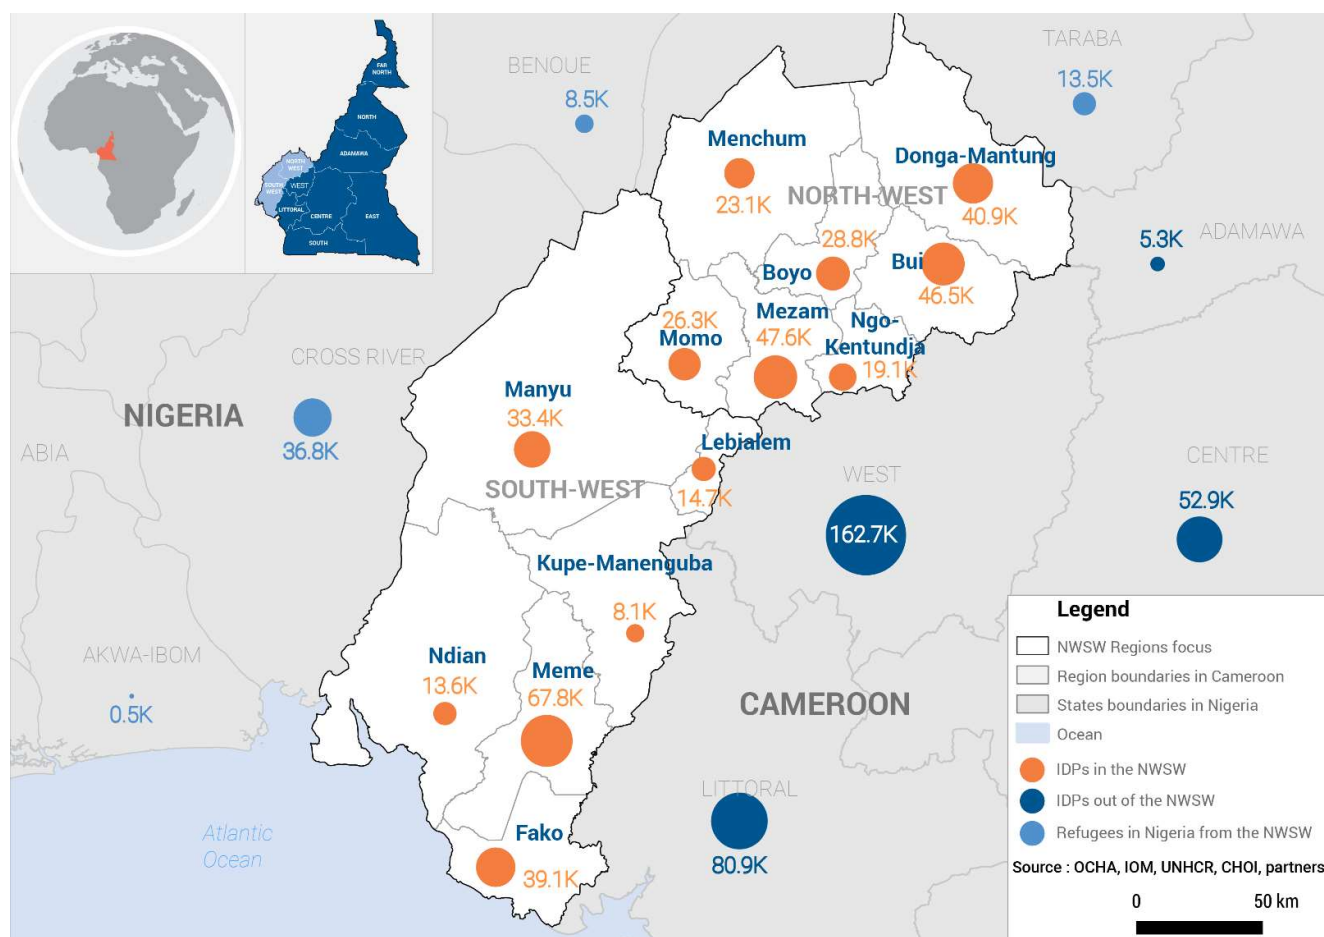 FAR
NORTH
NORTH
ADAMAWA
NORTH
WEST
SOUTH
WEST
WEST
LITTORAL
CENTRE
EAST
SOUTH
BENOUE
8.5K
TARABA
13.5K
Menchum
23.1K
Donga-Mantung
40.9K
NORTH-WEST
28.8K
Boyo
Bui
46.5K
5.3K
ADAMAWA
26.3K
Momo
Mezam
47.6K
Ngo-
Kentundja
19.1K
CROSS RIVER
NIGERIA
36.8K
ABIA
Manyu
33.4K
SOUTH-WEST
Lebialem
14.7K
WEST
162.7K
CENTRE
52.9K
Kupe-Manenguba
8.1K
AKWA-IBOM
0.5K
Ndian
13.6K
Meme
67.8K
CAMEROON
LITTORAL
80.9K
Atlantic
Ocean
Fako
39.1K
Legend
NWSW Regions focus
Region boundaries in Cameroon
States boundaries in Nigeria
Ocean
IDPs in the NWSW
IDPs out of the NWSW
Refugees in Nigeria from the NWSW
Source : OCHA, IOM, UNHCR, CHOI, partners
0 50 km